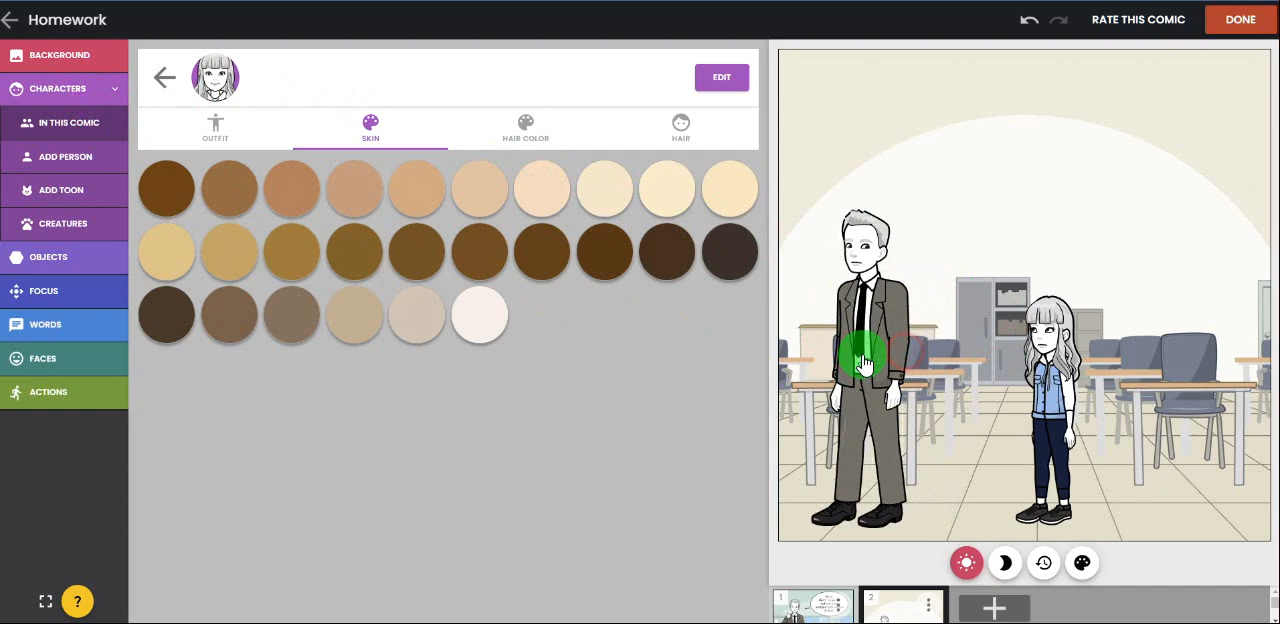 Homework
RATE THIS COMIC
DONE
BACKGROUND
CHARACTERS
IN THIS COMIC
ADD PERSON
ADD TOON
CREATURES
OBJECTS
FOCUS
WORDS
FACES
ACTIONS
?
EDIT
OUTFIT
SKIN
HAIR COLOR
HAIR
1
2